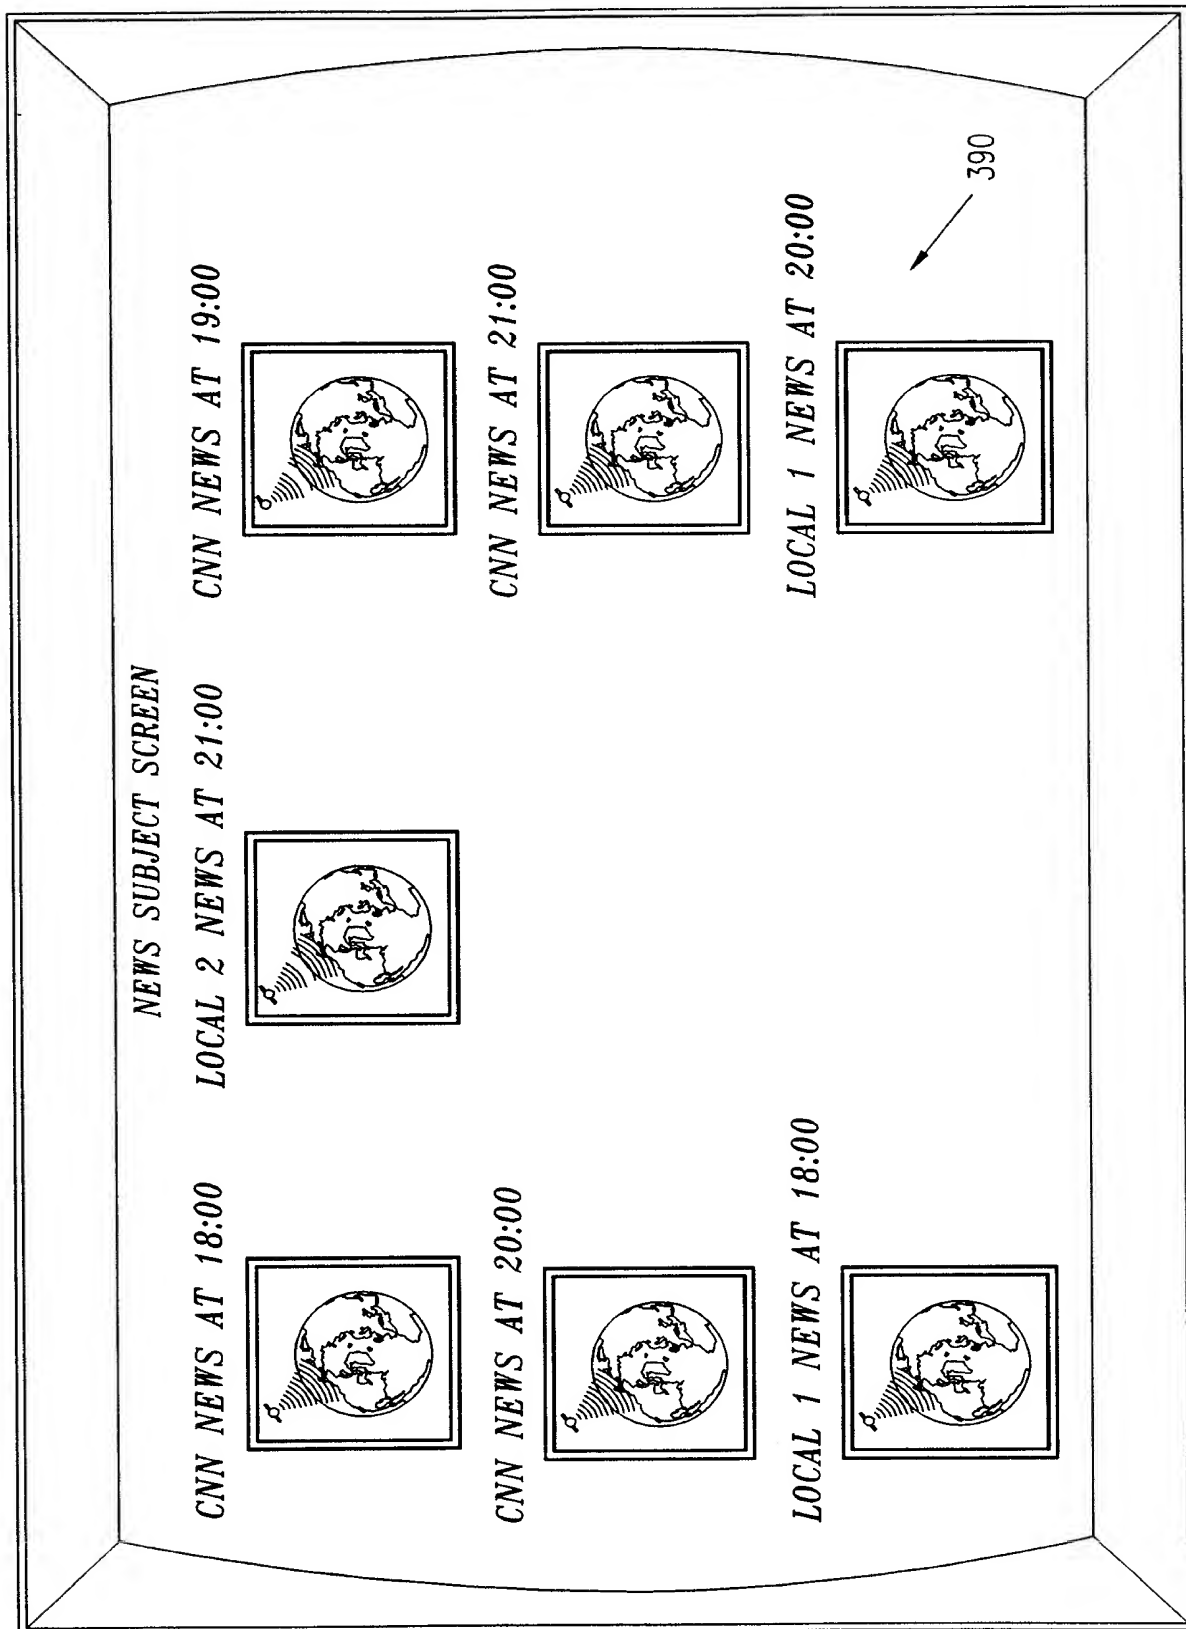 NEWS SUBJECT SCREEN
CNN NEWS AT 18:00
LOCAL 2 NEWS AT 21:00
CNN NEWS AT 19:00
CNN NEWS AT 20:00
CNN NEWS AT 21:00
LOCAL 1 NEWS AT 18:00
LOCAL 1 NEWS AT 20:00
390